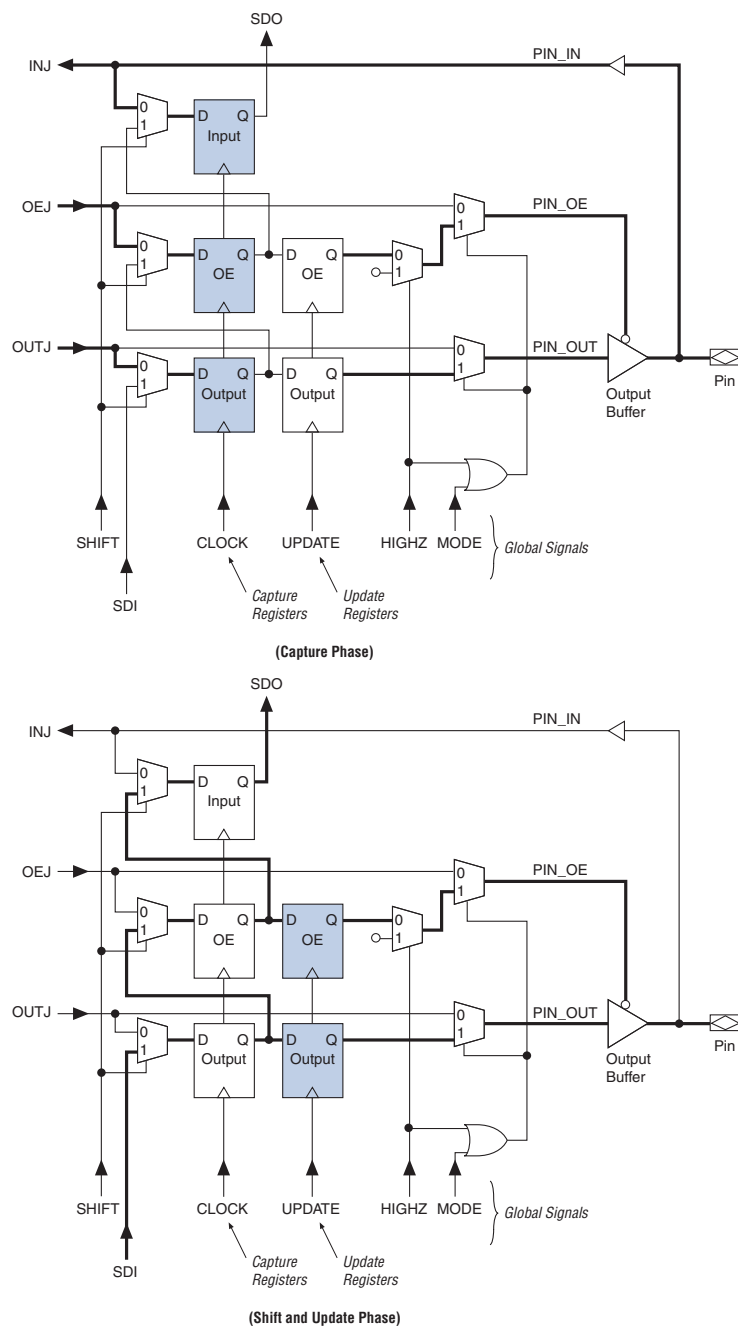 SDO
INJ
PIN_IN
0
1
D Q
Input
OEJ
0
1
PIN_OE
0
1
D Q
OE
D Q
OE
0
1
OUTJ
0
1
PIN_OUT
0
1
D Q
Output
D Q
Output
Pin
Output
Buffer
SHIFT
CLOCK
UPDATE
HIGHZ
MODE
Global Signals
SDI
Capture
Registers
Update
Registers
(Capture Phase)
SDO
INJ
PIN_IN
0
1
D Q
Input
OEJ
0
1
PIN_OE
0
1
D Q
OE
D Q
OE
0
1
OUTJ
0
1
PIN_OUT
0
1
D Q
Output
D Q
Output
Pin
Output
Buffer
SHIFT
CLOCK
UPDATE
HIGHZ
MODE
Global Signals
SDI
Capture
Registers
Update
Registers
(Shift and Update Phase)